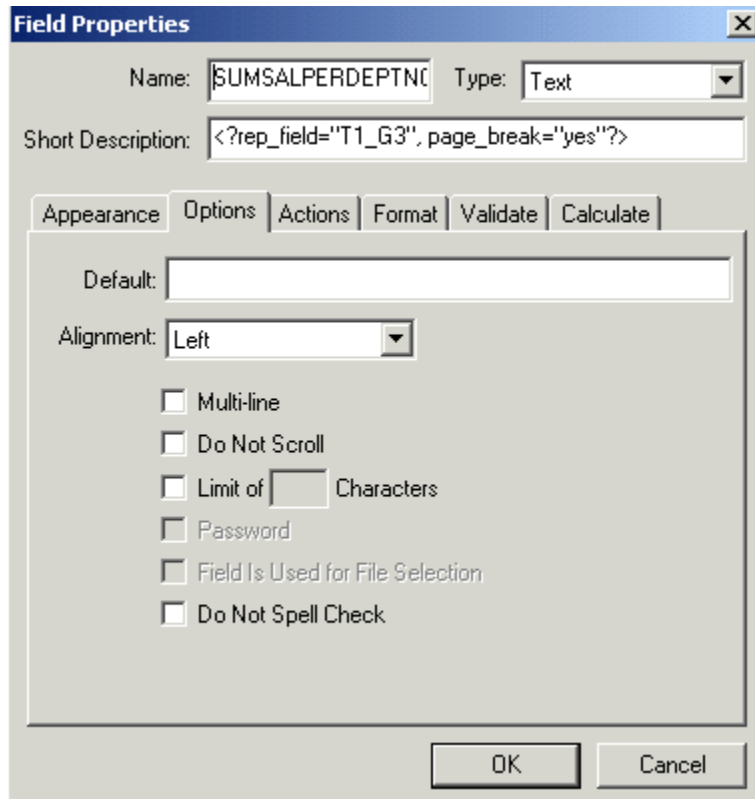 Field Properties
Name: SUMSALPERDEPTNO Type: Text
Short Description: <?rep_field="T1_G3", page_break="yes"?>
Appearance Options Actions Format Validate Calculate
Default:
Alignment: Left
Multi-line
Do Not Scroll
Limit of Characters
Password
Field Is Used for File Selection
Do Not Spell Check
OK Cancel